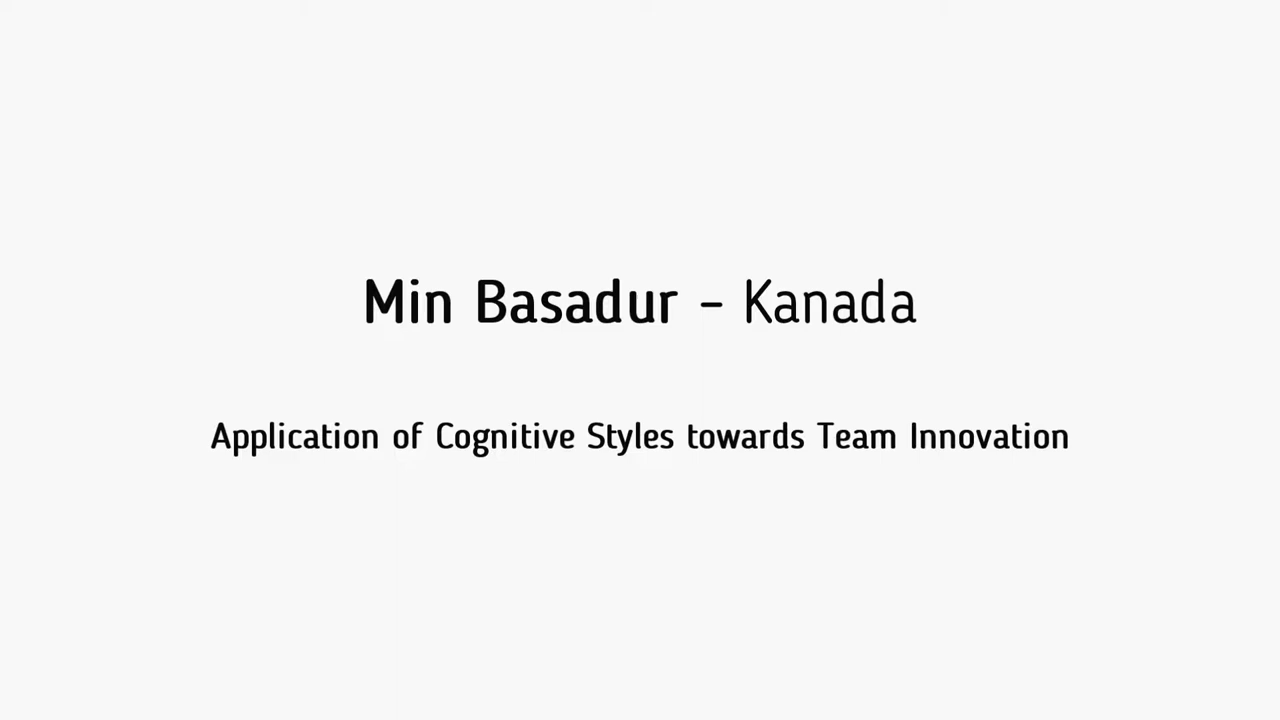 Min Basadur - Kanada
Application of Cognitive Styles towards Team Innovation